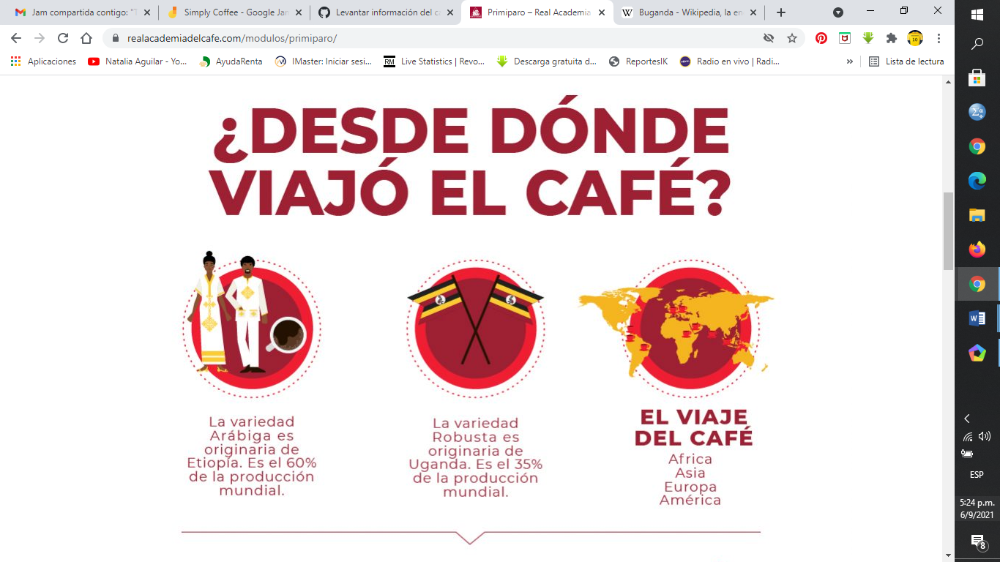 Jam compartida contigo: "T
Simply Coffee - Google Jan
Levantar información del ca
Primiparo – Real Academia
Buganda - Wikipedia, la en
realacademiadelcafe.com/modulos/primiparo/
Aplicaciones
Natalia Aguilar - Yo...
AyudaRenta
IMaster: Iniciar sesi...
RM
Live Statistics | Revo...
Descarga gratuita d...
ReportesIK
Radio en vivo | Radi...
»
Lista de lectura
¿DESDE DÓNDE
VIAJÓ EL CAFÉ?
La variedad
Arábiga es
originaria de
Etiopía. Es el 60%
de la producción
mundial.
La variedad
Robusta es
originaria de
Uganda. Es el 35%
de la producción
mundial.
EL VIAJE
DEL CAFÉ
Africa
Asia
Europa
América
ESP
5:24 p.m.
6/9/2021
8